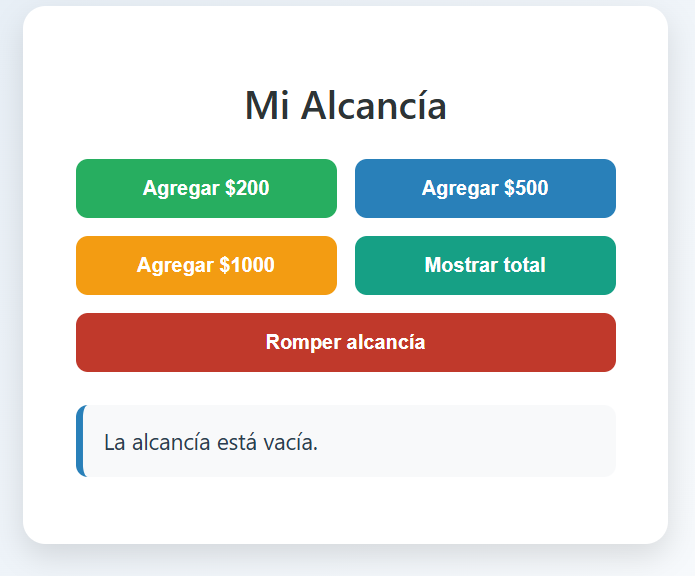 Mi Alcancía
Agregar $200
Agregar $500
Agregar $1000
Mostrar total
Romper alcancía
La alcancía está vacía.